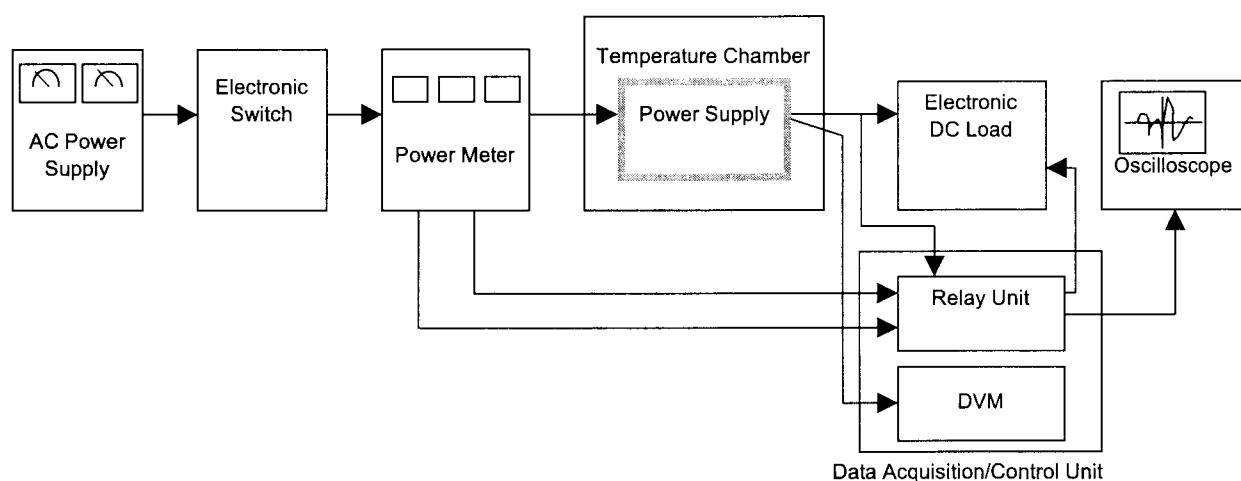 AC Power
Supply
Electronic
Switch
Power Meter
Temperature Chamber
Power Supply
Electronic
DC Load
Oscilloscope
Relay Unit
DVM
Data Acquisition/Control Unit